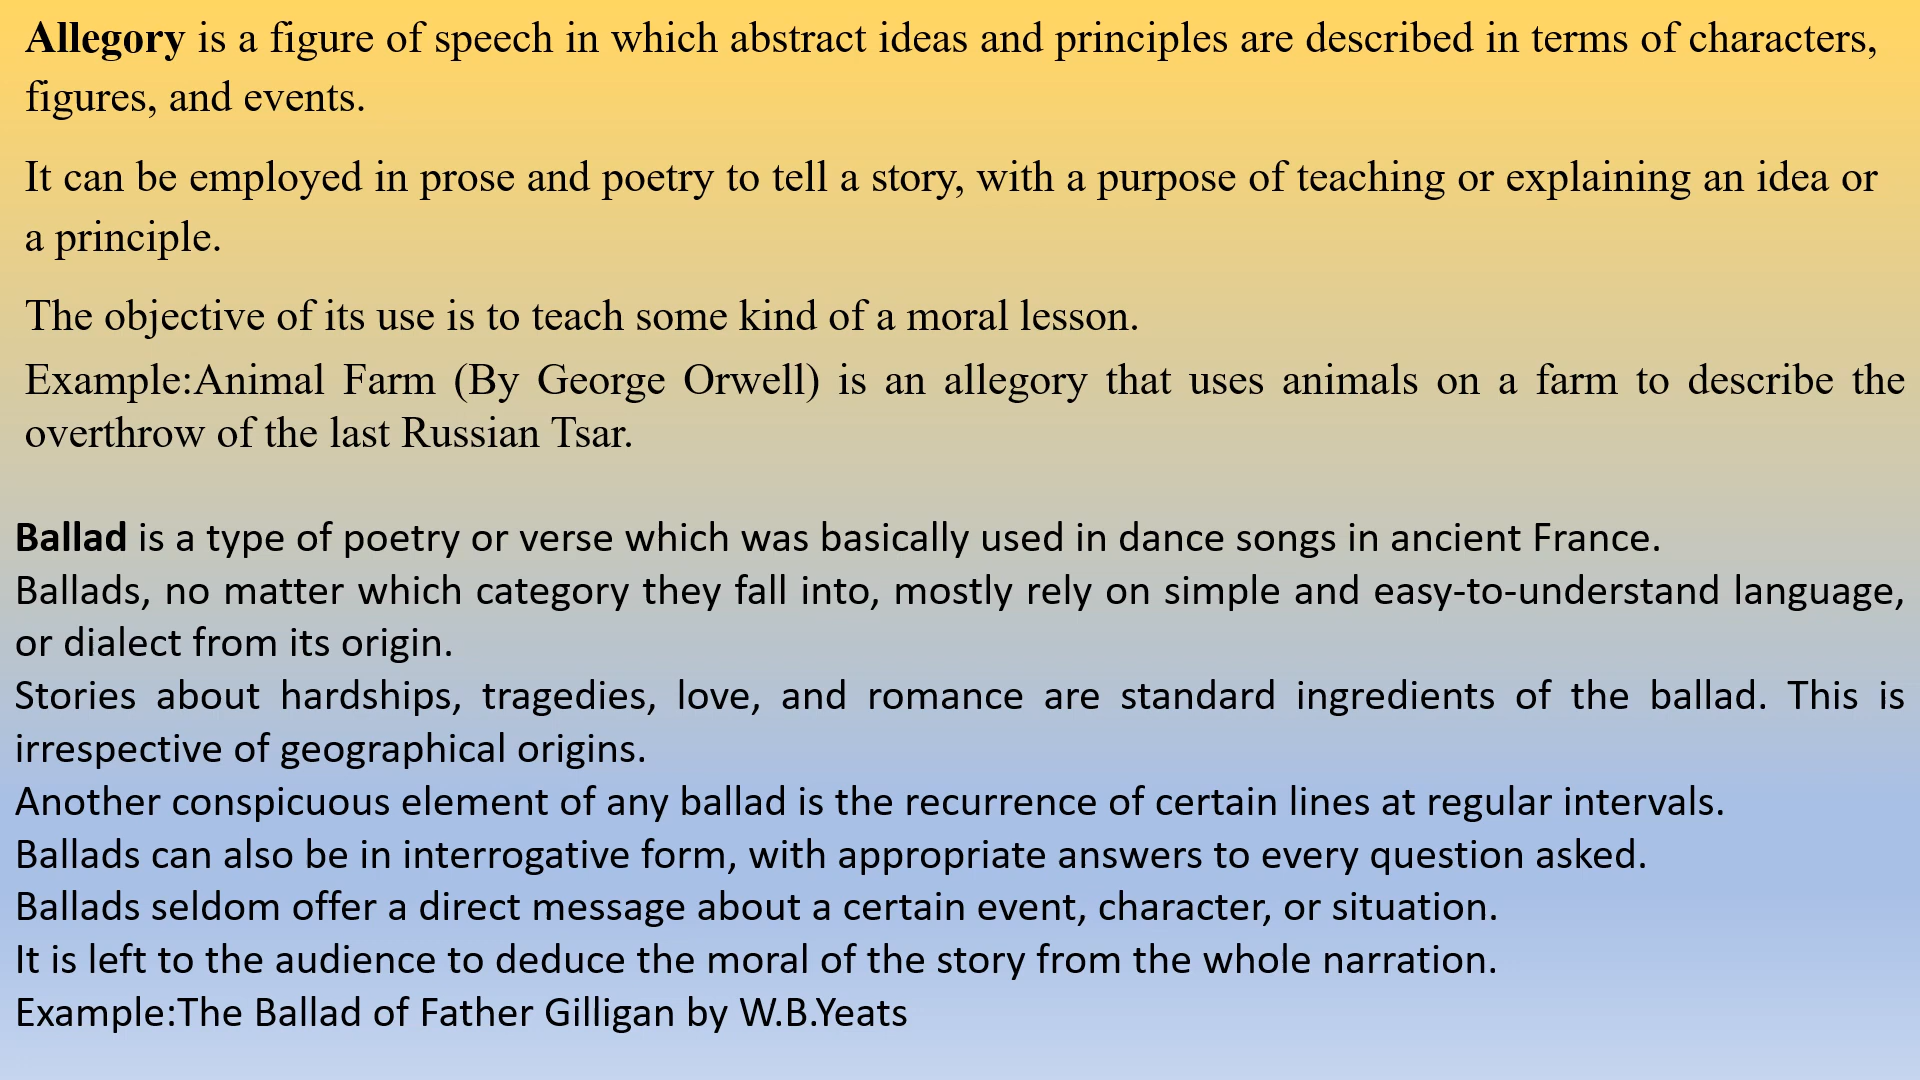 Allegory is a figure of speech in which abstract ideas and principles are described in terms of characters,
figures, and events.
It can be employed in prose and poetry to tell a story, with a purpose of teaching or explaining an idea or
a principle.
The objective of its use is to teach some kind of a moral lesson.
Example:Animal Farm (By George Orwell) is an allegory that uses animals on a farm to describe the
overthrow of the last Russian Tsar.
Ballad is a type of poetry or verse which was basically used in dance songs in ancient France.
Ballads, no matter which category they fall into, mostly rely on simple and easy-to-understand language,
or dialect from its origin.
Stories about hardships, tragedies, love, and romance are standard ingredients of the ballad. This is
irrespective of geographical origins.
Another conspicuous element of any ballad is the recurrence of certain lines at regular intervals.
Ballads can also be in interrogative form, with appropriate answers to every question asked.
Ballads seldom offer a direct message about a certain event, character, or situation.
It is left to the audience to deduce the moral of the story from the whole narration.
Example:The Ballad of Father Gilligan by W.B.Yeats